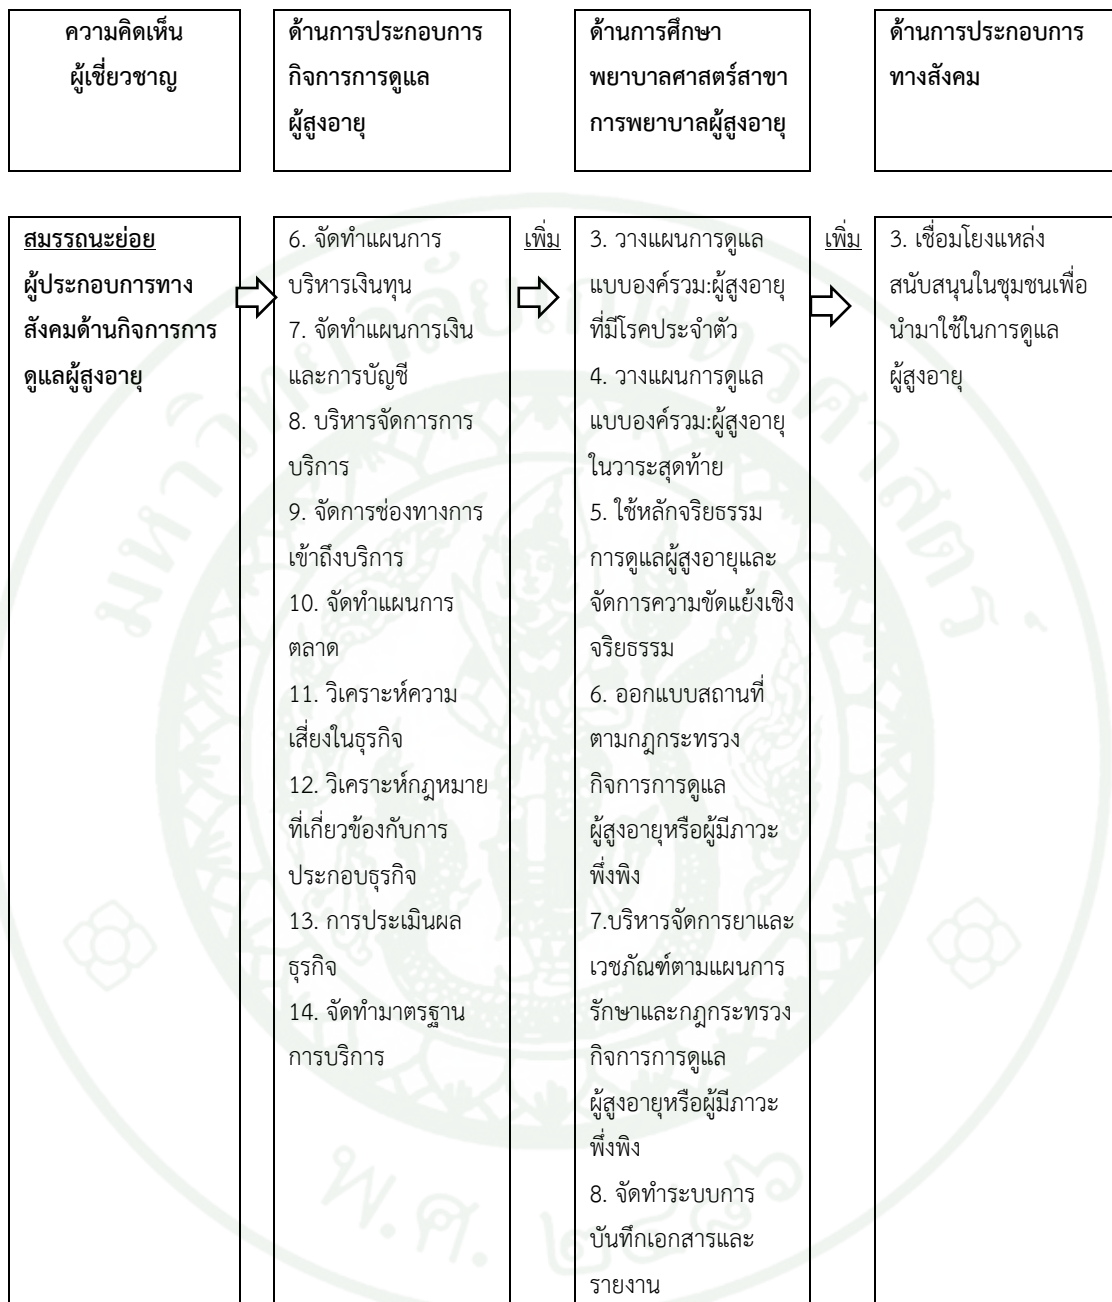 ความคิดเห็น
ผู้เชี่ยวชาญ
ด้านการประกอบการ
กิจการการดูแล
ผู้สูงอายุ
ด้านการศึกษา
พยาบาลศาสตร์สาขา
การพยาบาลผู้สูงอายุ
ด้านการประกอบการ
ทางสังคม
สมรรถนะย่อย
ผู้ประกอบการทาง
สังคมด้านกิจการการ
ดูแลผู้สูงอายุ
6. จัดทำแผนการ
บริหารเงินทุน
7. จัดทำแผนการเงิน
และการบัญชี
8. บริหารจัดการการ
บริการ
9. จัดการช่องทางการ
เข้าถึงบริการ
10. จัดทำแผนการ
ตลาด
11. วิเคราะห์ความ
เสี่ยงในธุรกิจ
12. วิเคราะห์กฎหมาย
ที่เกี่ยวข้องกับการ
ประกอบธุรกิจ
13. การประเมินผล
ธุรกิจ
14. จัดทำมาตรฐาน
การบริการ
เพิ่ม
3. วางแผนการดูแล
แบบองค์รวม:ผู้สูงอายุ
ที่มีโรคประจำตัว
4. วางแผนการดูแล
แบบองค์รวม:ผู้สูงอายุ
ในวาระสุดท้าย
5. ใช้หลักจริยธรรม
การดูแลผู้สูงอายุและ
จัดการความขัดแย้งเชิง
จริยธรรม
6. ออกแบบสถานที่
ตามกฎกระทรวง
กิจการการดูแล
ผู้สูงอายุหรือผู้มีภาวะ
พึ่งพิง
7.บริหารจัดการยาและ
เวชภัณฑ์ตามแผนการ
รักษาและกฎกระทรวง
กิจการการดูแล
ผู้สูงอายุหรือผู้มีภาวะ
พึ่งพิง
8. จัดทำระบบการ
บันทึกเอกสารและ
รายงาน
เพิ่ม
3. เชื่อมโยงแหล่ง
สนับสนุนในชุมชนเพื่อ
นำมาใช้ในการดูแล
ผู้สูงอายุ
มหาวิทยาลัยเกษตรศาสตร์
พ.ศ. ๒๔๘๖